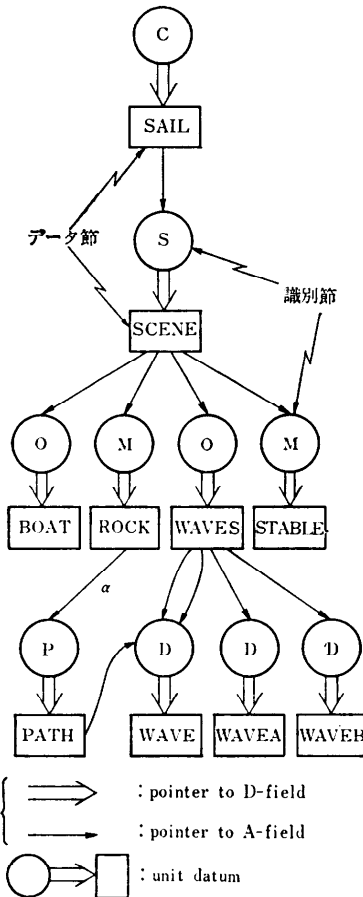 C
SAIL
データ節
S
識別節
SCENE
O M O M
BOAT ROCK WAVES STABLE
α
P D D D
PATH WAVE WAVEA WAVEB
: pointer to D-field
: pointer to A-field
: unit datum